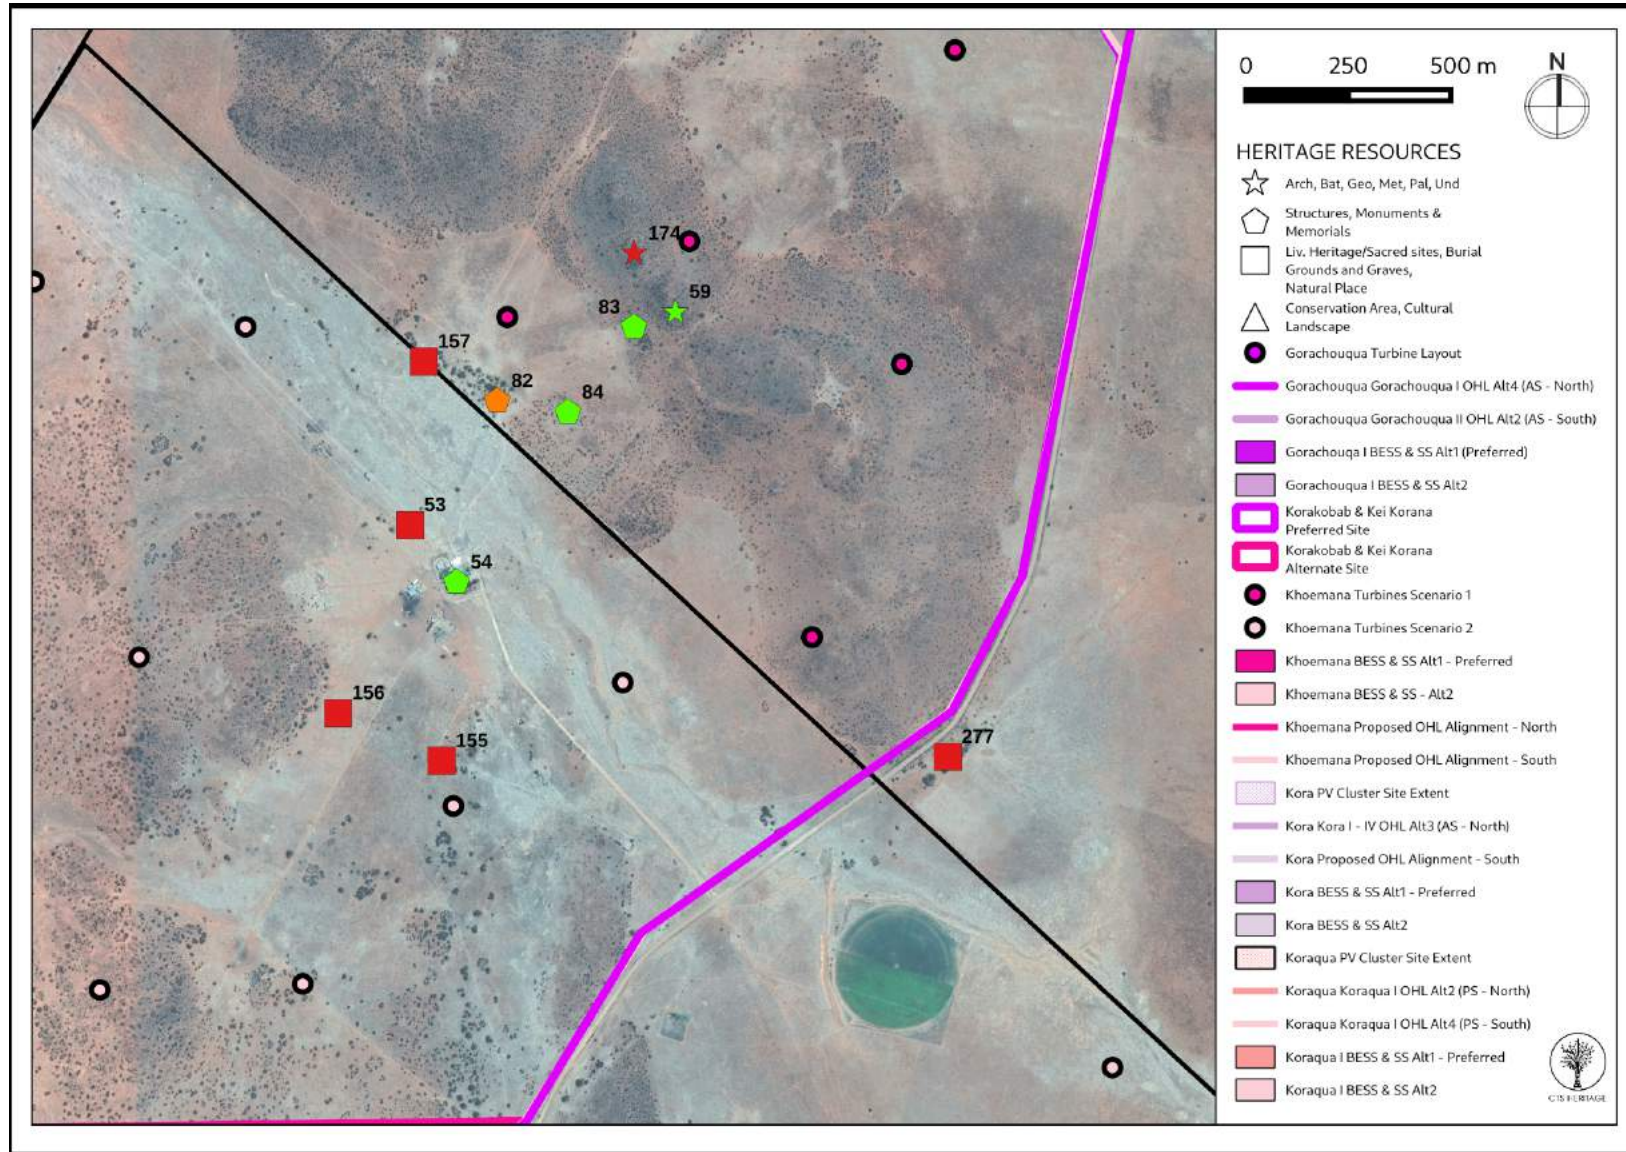 0 250 500 m
N
HERITAGE RESOURCES
Arch, Bat, Geo, Met, Pal, Und
Structures, Monuments &
Memorials
Liv. Heritage/Sacred sites, Burial
Grounds and Graves,
Natural Place
Conservation Area, Cultural
Landscape
Gorachouqua Turbine Layout
Gorachouqua Gorachouqua I OHL Alt4 (AS - North)
Gorachouqua Gorachouqua II OHL Alt2 (AS - South)
Gorachouqa I BESS & SS Alt1 (Preferred)
Gorachouqua I BESS & SS Alt2
Korakobab & Kei Korana
Preferred Site
Korakobab & Kei Korana
Alternate Site
Khoemana Turbines Scenario 1
Khoemana Turbines Scenario 2
Khoemana BESS & SS Alt1 - Preferred
Khoemana BESS & SS - Alt2
Khoemana Proposed OHL Alignment - North
Khoemana Proposed OHL Alignment - South
Kora PV Cluster Site Extent
Kora Kora I - IV OHL Alt3 (AS - North)
Kora Proposed OHL Alignment - South
Kora BESS & SS Alt1 - Preferred
Kora BESS & SS Alt2
Koraqua PV Cluster Site Extent
Koraqua Koraqua I OHL Alt2 (PS - North)
Koraqua Koraqua I OHL Alt4 (PS - South)
Koraqua I BESS & SS Alt1 - Preferred
Koraqua I BESS & SS Alt2
CTS HERITAGE
174
59
83
157
82
84
53
54
156
155
277